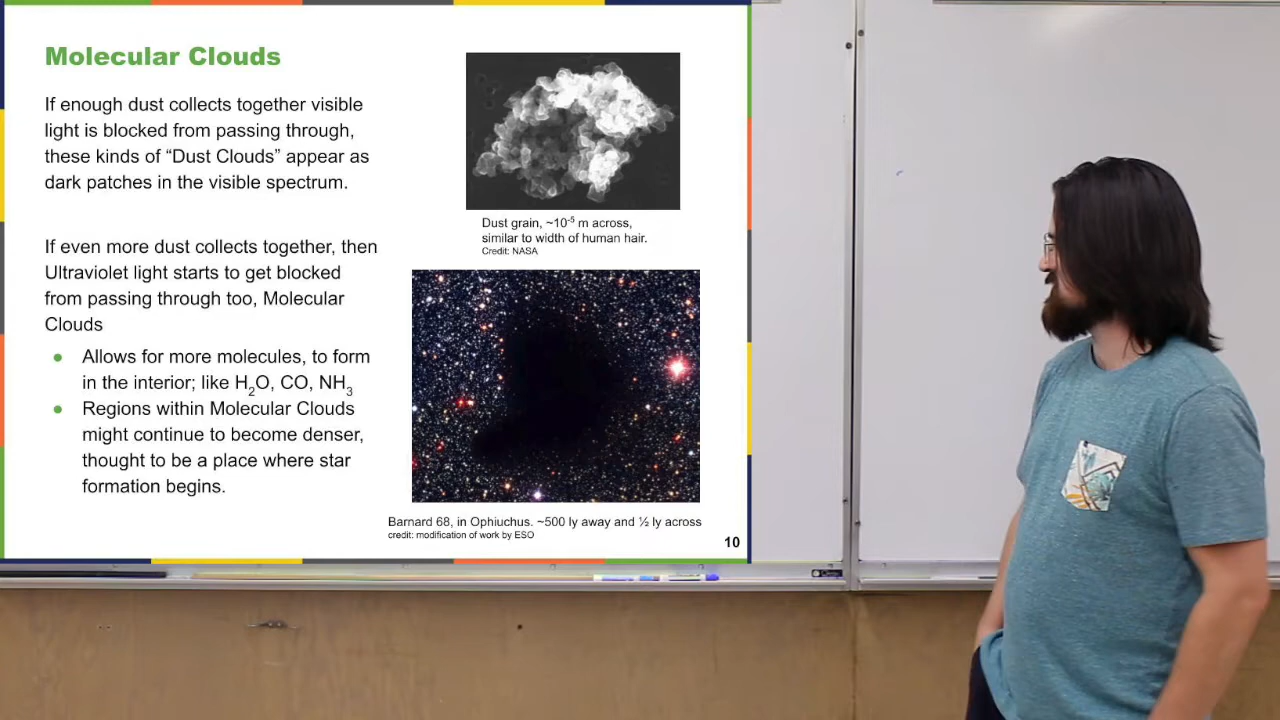 Molecular Clouds
If enough dust collects together visible
light is blocked from passing through,
these kinds of “Dust Clouds” appear as
dark patches in the visible spectrum.
If even more dust collects together, then
Ultraviolet light starts to get blocked
from passing through too, Molecular
Clouds
● Allows for more molecules, to form
in the interior; like H₂O, CO, NH₃
● Regions within Molecular Clouds
might continue to become denser,
thought to be a place where star
formation begins.
Dust grain, ~10⁻⁵ m across,
similar to width of human hair.
Credit: NASA
Barnard 68, in Ophiuchus. ~500 ly away and ½ ly across
credit: modification of work by ESO
10